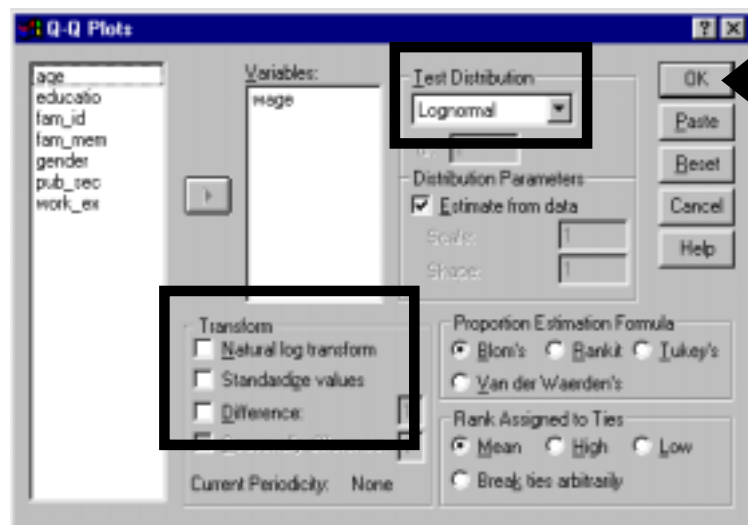 Q-Q Plots
age
educatio
fam_id
fam_mem
gender
pub_sec
work_ex
Variables:
wage
Test Distribution
Lognormal
Distribution Parameters
Estimate from data
Scale: 1
Shape: 1
OK
Paste
Reset
Cancel
Help
Transform
Natural log transform
Standardize values
Difference: 1
Current Periodicity: None
Proportion Estimation Formula
Blom's Rankit Tukey's
Van der Waerden's
Rank Assigned to Ties
Mean High Low
Break ties arbitrarily